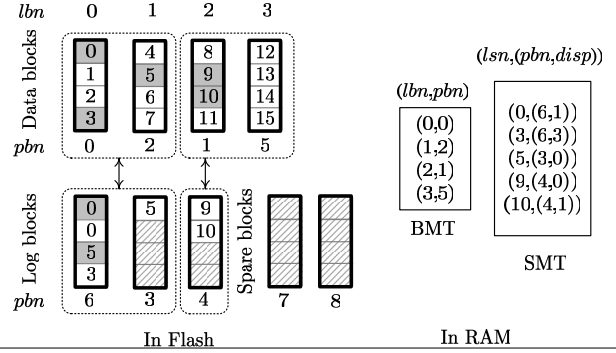 lbn 0 1 2 3
Data blocks
0 4 8 12
1 5 9 13
2 6 10 14
3 7 11 15
pbn 0 2 1 5
Log blocks
0 5 9
0 10
5
3
Spare blocks
pbn 6 3 4 7 8
In Flash
(lbn,pbn)
(0,0)
(1,2)
(2,1)
(3,5)
BMT
(lsn,(pbn,disp))
(0,(6,1))
(3,(6,3))
(5,(3,0))
(9,(4,0))
(10,(4,1))
SMT
In RAM